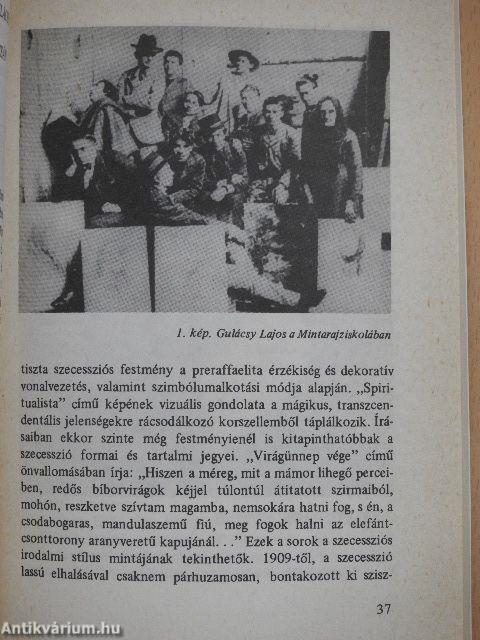 1. kép. Gulácsy Lajos a Mintarajziskolában
tiszta szecessziós festmény a preraffaelita érzékiség és dekoratív
vonalvezetés, valamint szimbólumalkotási módja alapján. „Spiri-
tualista” című képének vizuális gondolata a mágikus, transzcen-
dentális jelenségekre rácsodálkozó korszellemből táplálkozik. Írá-
saiban ekkor szinte még festményienél is kitapinthatóbbak a
szecesszió formai és tartalmi jegyei. „Virágünnep vége” című
önvallomásában írja: „Hiszen a méreg, mit a mámor lihegő percei-
ben, redős bíborvirágok kéjjel túlontúl átitatott szirmaiból,
mohón, reszketve szívtam magamba, nemsokára hatni fog, s én, a
csodabogaras, mandulaszemű fiú, meg fogok halni az elefánt-
csonttorony aranyveretű kapujánál. . .” Ezek a sorok a szecessziós
irodalmi stílus mintájának tekinthetők. 1909-től, a szecesszió
lassú elhalásával csaknem párhuzamosan, bontakozott ki szisz-
37
Antikvárium.hu